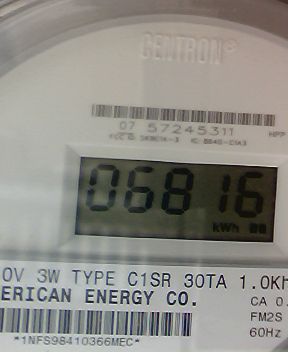 CENTRON®
07 57245311
HPP
06816
kWh
0V 3W TYPE C1SR 30TA 1.0Kh
ERICAN ENERGY CO.
CA 0.
FM2S
60Hz
*1NFS98410366MEC*